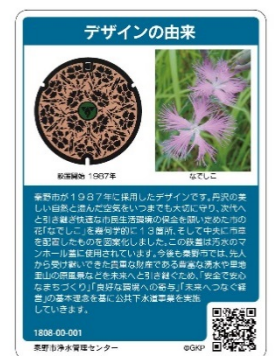 デザインの由来
設置開始 1987年
なでしこ
秦野市が1987年に採用したデザインです。丹沢の美
しい自然と澄んだ空気をいつまでも大切に守り、次代へ
と引き継ぎ快適な市民生活環境の保全を願い定めた市の
花「なでしこ」を幾何学的に13箇所、そして中央に市章
を配置したものを図案化しました。この鉄蓋は汚水のマ
ンホール蓋に使用されています。今後も秦野市では、先人
から受け継いできた貴重な財産である豊富な湧水や里地
里山の原風景などを未来へと引き継ぐため、「安全で安心
なまちづくり」「良好な環境への寄与」「未来へつなぐ経
営」の基本理念を基に公共下水道事業を実施
していきます。
1808-00-001
秦野市浄水管理センター
©GKP